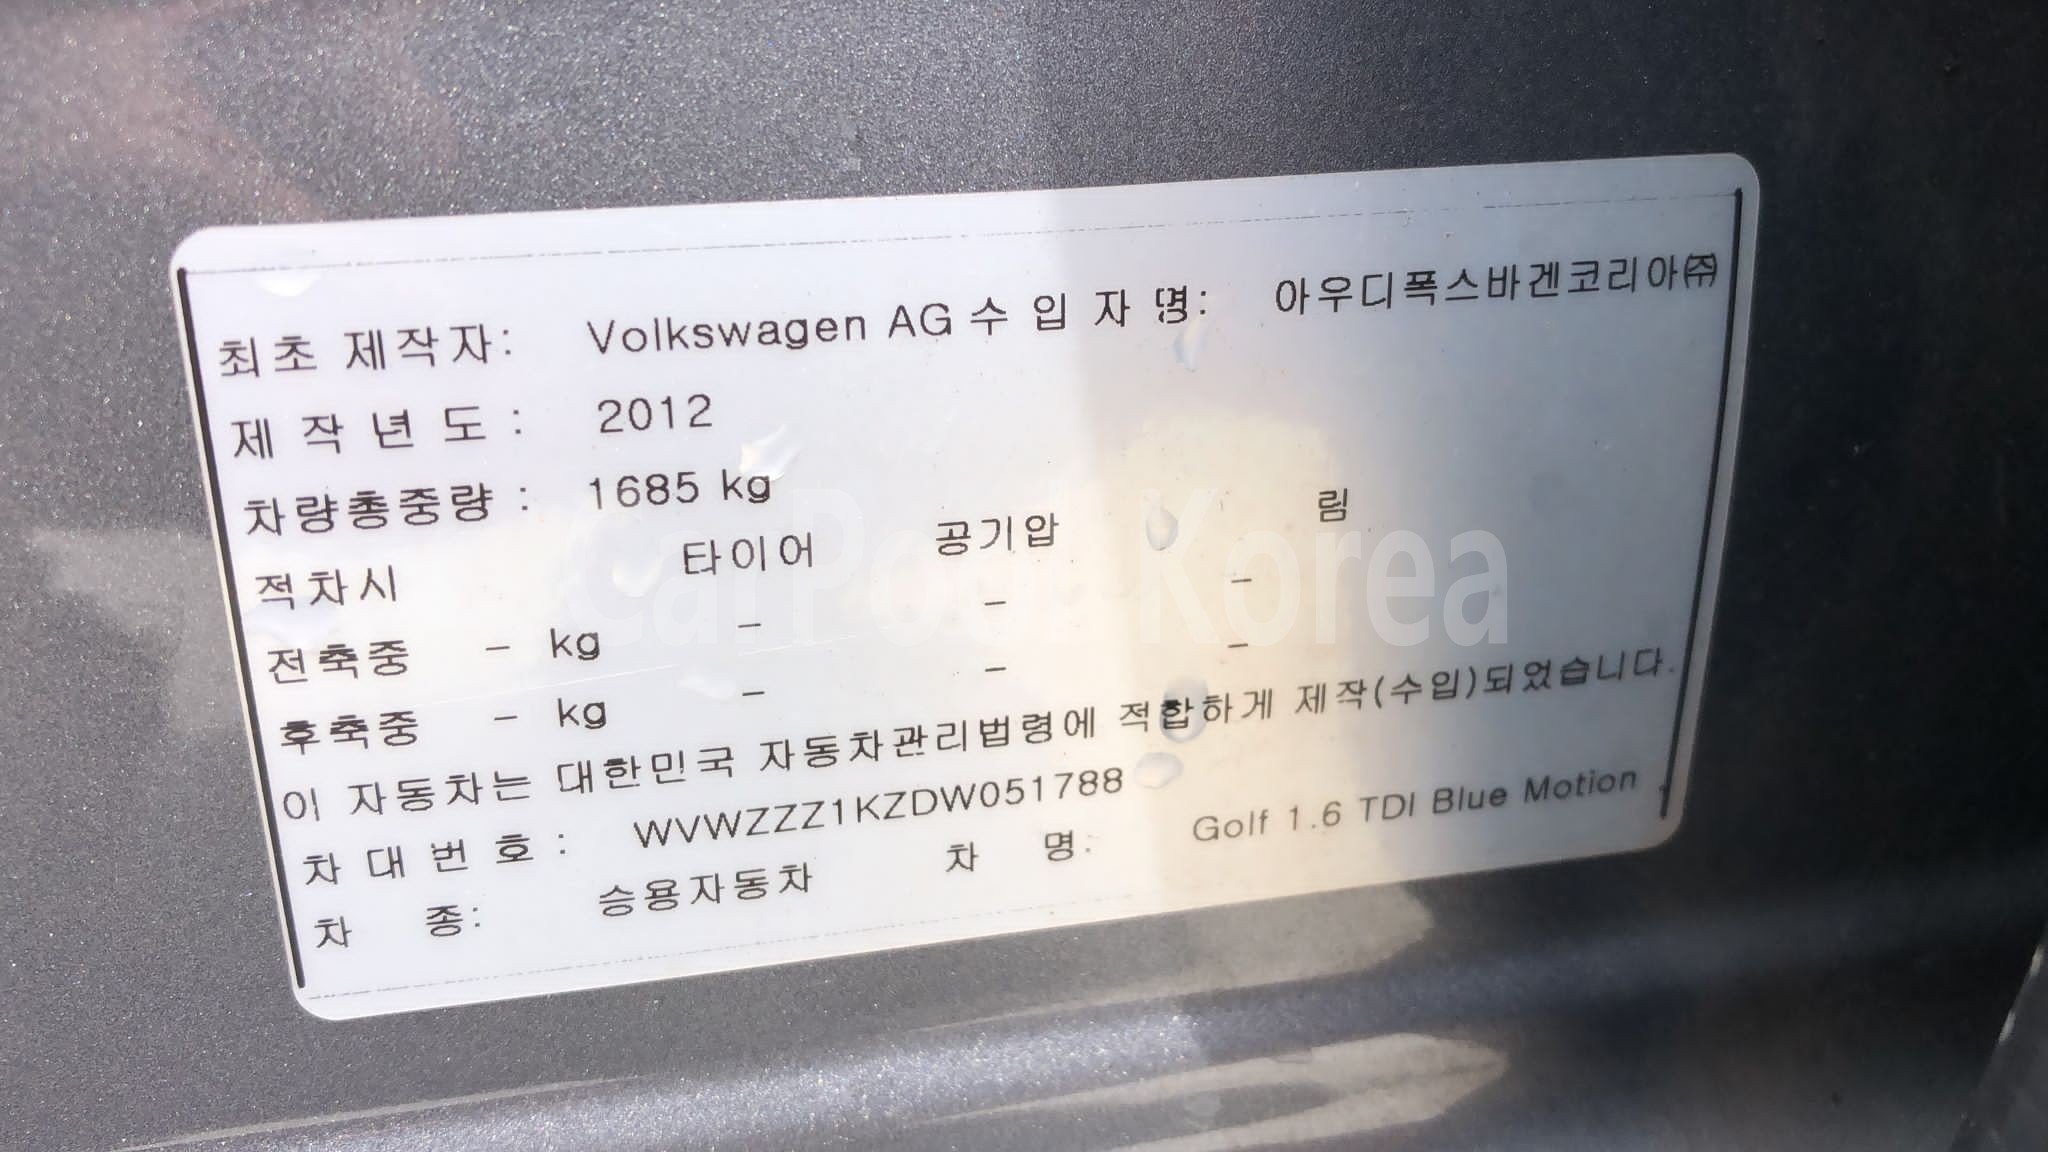 최초 제작자: Volkswagen AG 수 입 자 명: 아우디폭스바겐코리아㈜
제 작 년 도 : 2012
차량총중량 : 1685 kg
적차시 타이어 공기압 림
전축중 - kg - - -
후축중 - kg - - -
이 자동차는 대한민국 자동차관리법령에 적합하게 제작(수입)되었습니다.
차 대 번 호 : WVWZZZ1KZDW051788
차 종: 승용자동차 차 명: Golf 1.6 TDI Blue Motion